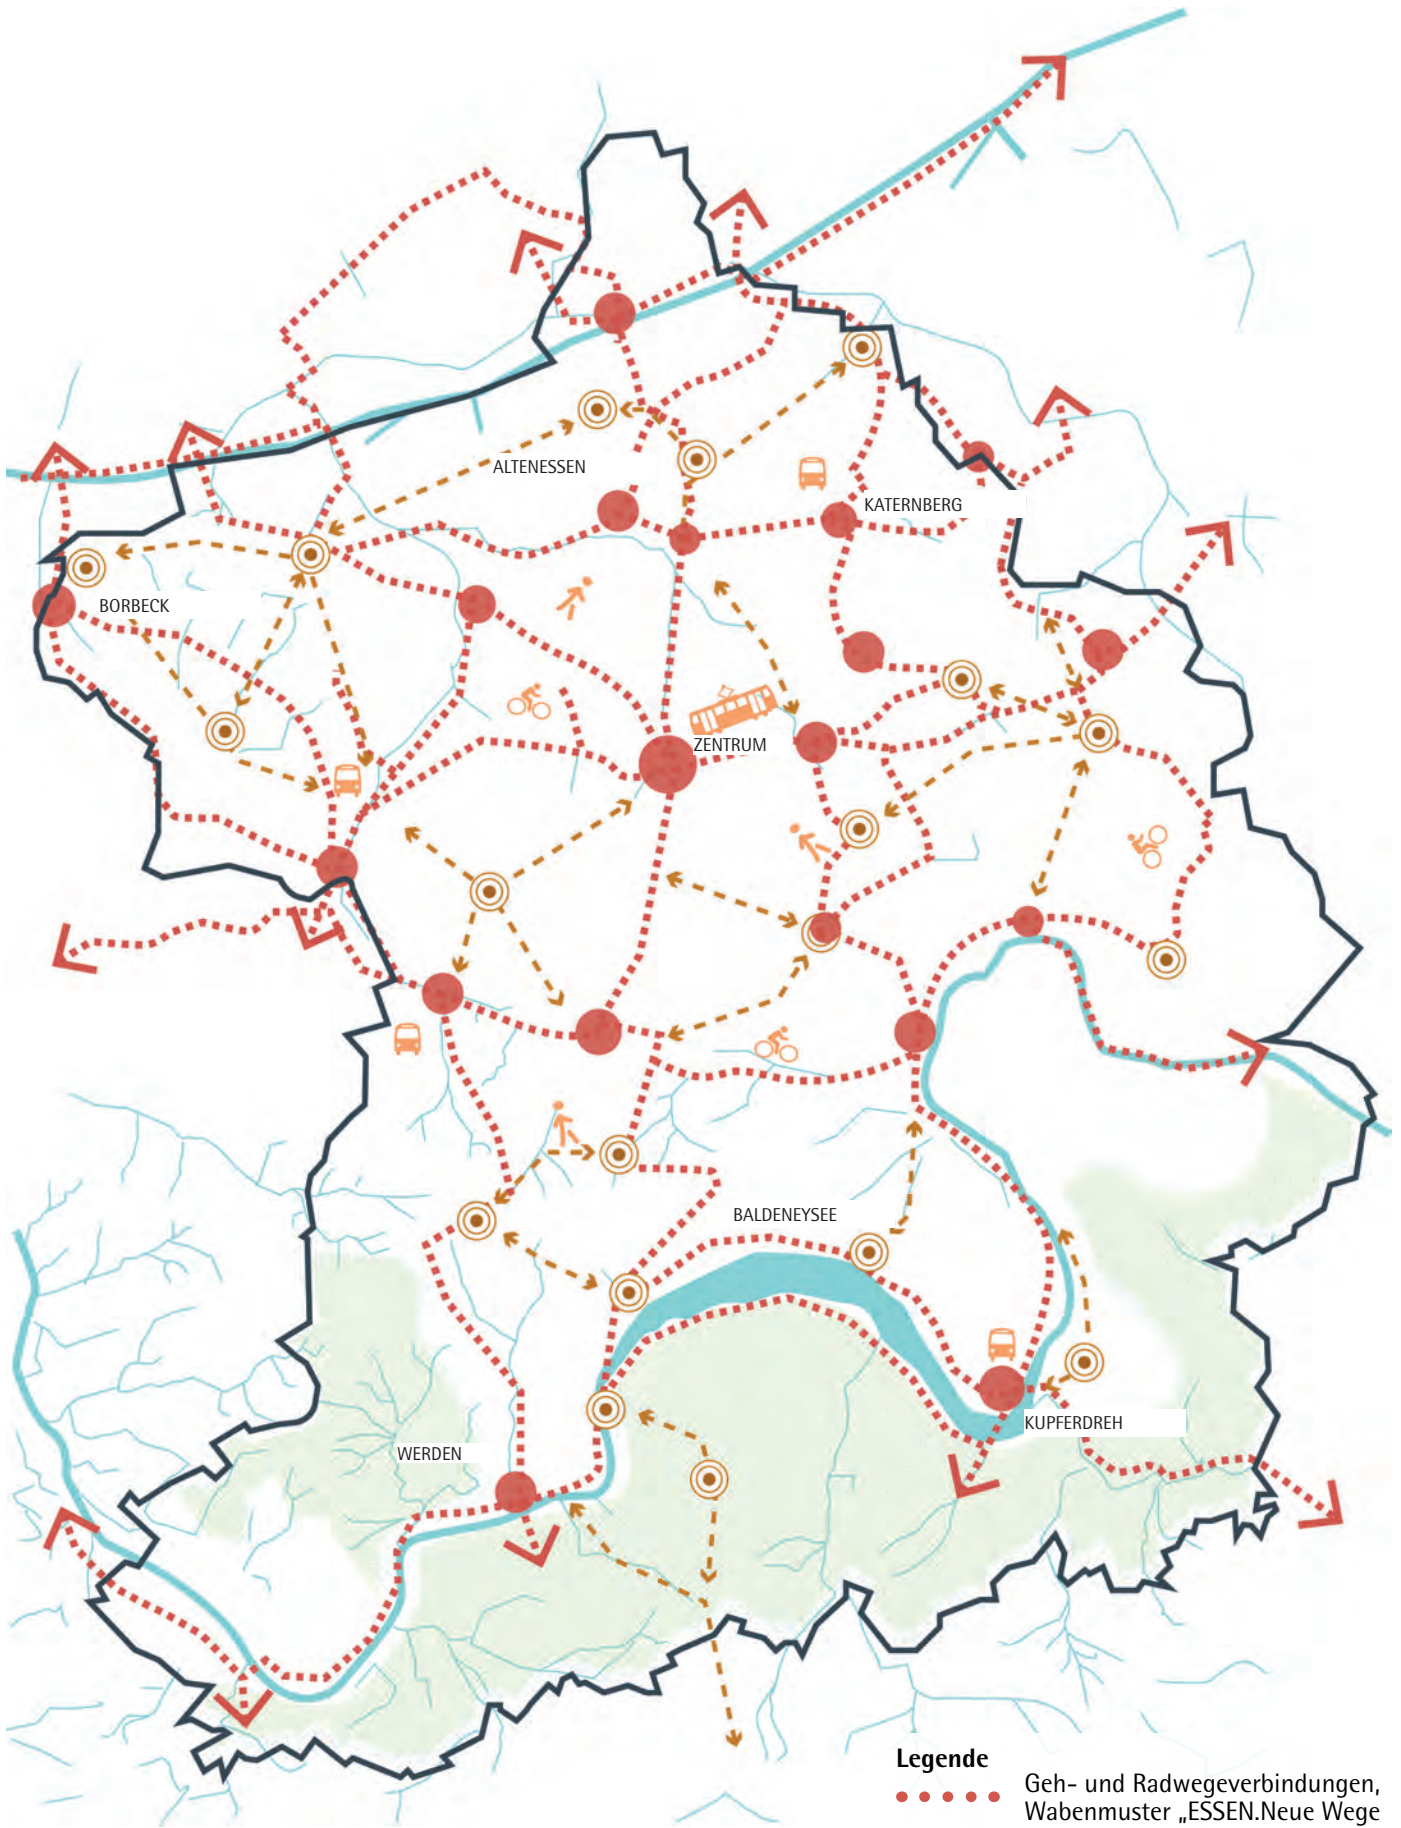 ALTENESSEN
KATERNBERG
BORBECK
ZENTRUM
BALDENEYSEE
KUPFERDREH
WERDEN
Legende
Geh- und Radwegeverbindungen,
Wabenmuster „ESSEN.Neue Wege